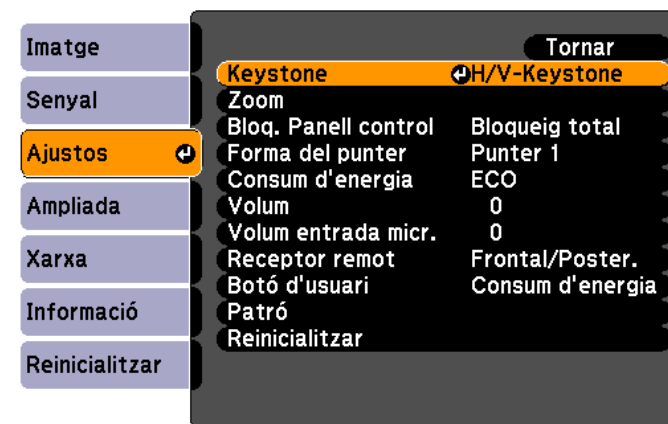 Imatge
Senyal
Ajustos
Ampliada
Xarxa
Informació
Reinicialitzar
Tornar
Keystone H/V-Keystone
Zoom
Bloq. Panell control Bloqueig total
Forma del punter Punter 1
Consum d'energia ECO
Volum 0
Volum entrada micr. 0
Receptor remot Frontal/Poster.
Botó d'usuari Consum d'energia
Patró
Reinicialitzar